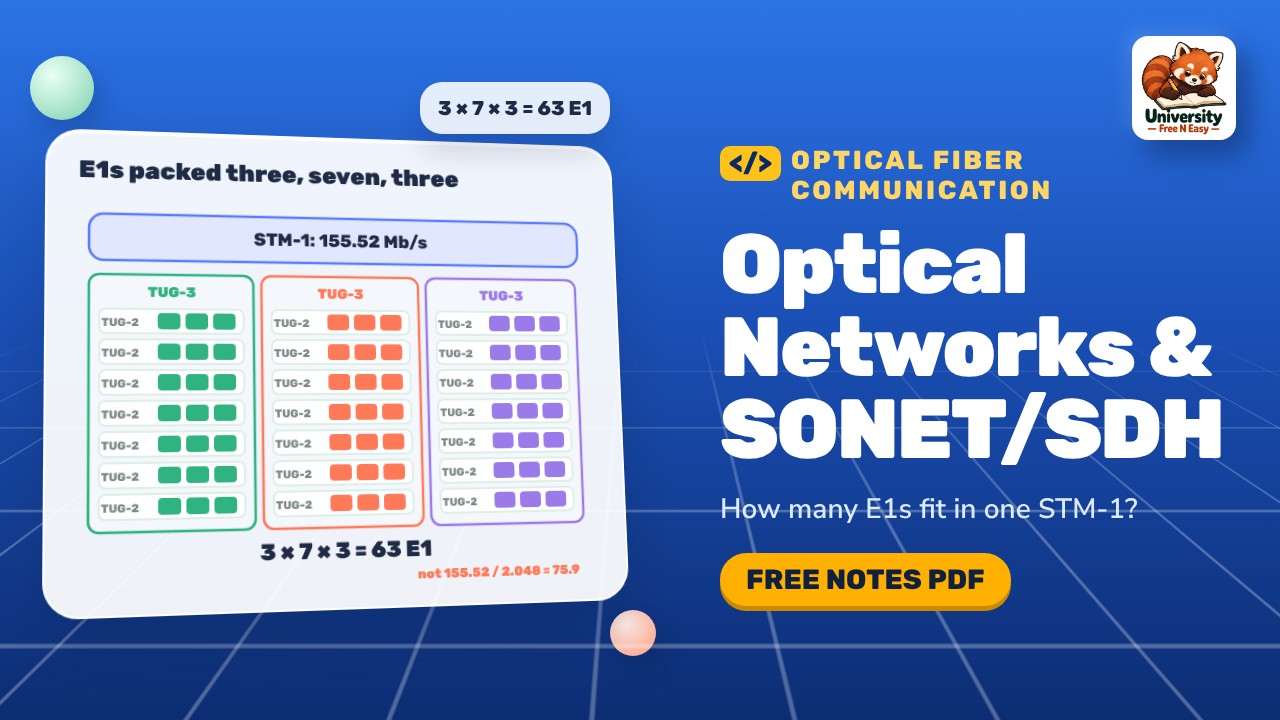 3 × 7 × 3 = 63 E1
E1s packed three, seven, three
STM-1: 155.52 Mb/s
TUG-3
TUG-2
TUG-2
TUG-2
TUG-2
TUG-2
TUG-2
TUG-2
TUG-3
TUG-2
TUG-2
TUG-2
TUG-2
TUG-2
TUG-2
TUG-2
TUG-3
TUG-2
TUG-2
TUG-2
TUG-2
TUG-2
TUG-2
TUG-2
3 × 7 × 3 = 63 E1
not 155.52 / 2.048 = 75.9
University
Free N Easy
</> OPTICAL FIBER
COMMUNICATION
Optical
Networks &
SONET/SDH
How many E1s fit in one STM-1?
FREE NOTES PDF